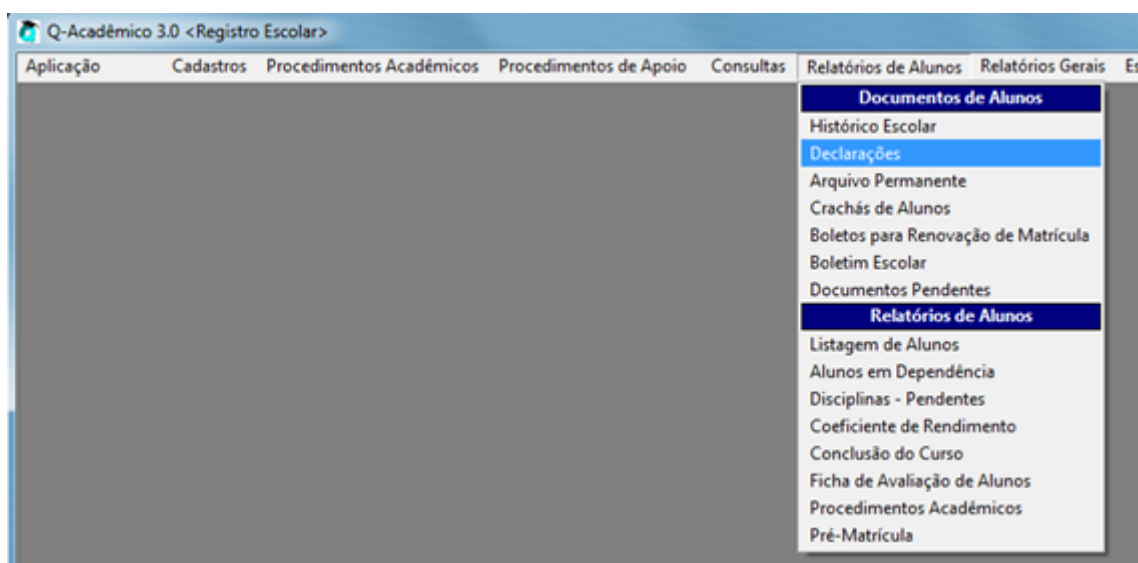 Q-Acadêmico 3.0 <Registro Escolar>
Aplicação Cadastros Procedimentos Acadêmicos Procedimentos de Apoio Consultas Relatórios de Alunos Relatórios Gerais Es
Documentos de Alunos
Histórico Escolar
Declarações
Arquivo Permanente
Crachás de Alunos
Boletos para Renovação de Matrícula
Boletim Escolar
Documentos Pendentes
Relatórios de Alunos
Listagem de Alunos
Alunos em Dependência
Disciplinas - Pendentes
Coeficiente de Rendimento
Conclusão do Curso
Ficha de Avaliação de Alunos
Procedimentos Acadêmicos
Pré-Matrícula